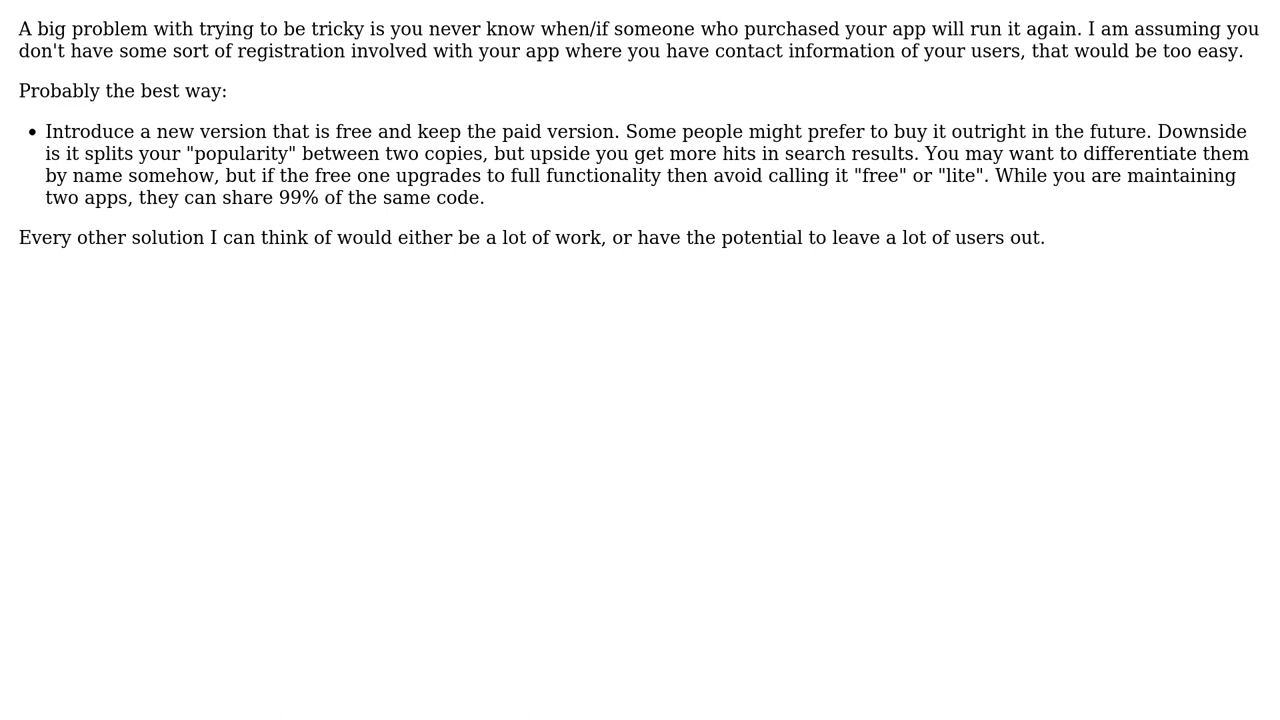 A big problem with trying to be tricky is you never know when/if someone who purchased your app will run it again. I am assuming you
don't have some sort of registration involved with your app where you have contact information of your users, that would be too easy.
Probably the best way:
• Introduce a new version that is free and keep the paid version. Some people might prefer to buy it outright in the future. Downside
is it splits your "popularity" between two copies, but upside you get more hits in search results. You may want to differentiate them
by name somehow, but if the free one upgrades to full functionality then avoid calling it "free" or "lite". While you are maintaining
two apps, they can share 99% of the same code.
Every other solution I can think of would either be a lot of work, or have the potential to leave a lot of users out.